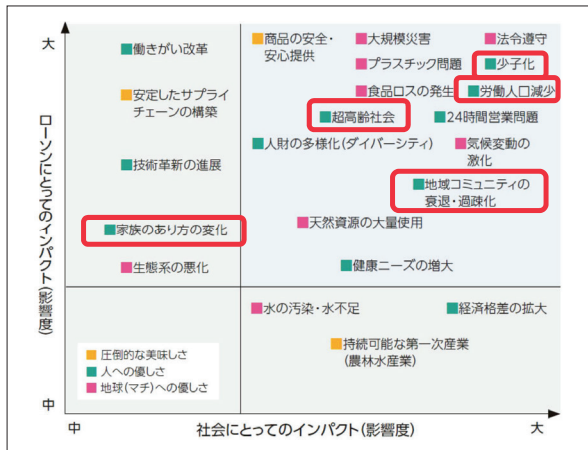 大
ローソンにとってのインパクト(影響度)
中
働きがい改革
安定したサプライ
チェーンの構築
技術革新の進展
家族のあり方の変化
生態系の悪化
商品の安全・
安心提供
大規模災害
法令遵守
プラスチック問題
少子化
食品ロスの発生
労働人口減少
超高齢社会
24時間営業問題
人財の多様化(ダイバーシティ)
気候変動の
激化
地域コミュニティの
衰退・過疎化
天然資源の大量使用
健康ニーズの増大
水の汚染・水不足
経済格差の拡大
持続可能な第一次産業
(農林水産業)
圧倒的な美味しさ
人への優しさ
地球(マチ)への優しさ
中
社会にとってのインパクト(影響度)
大